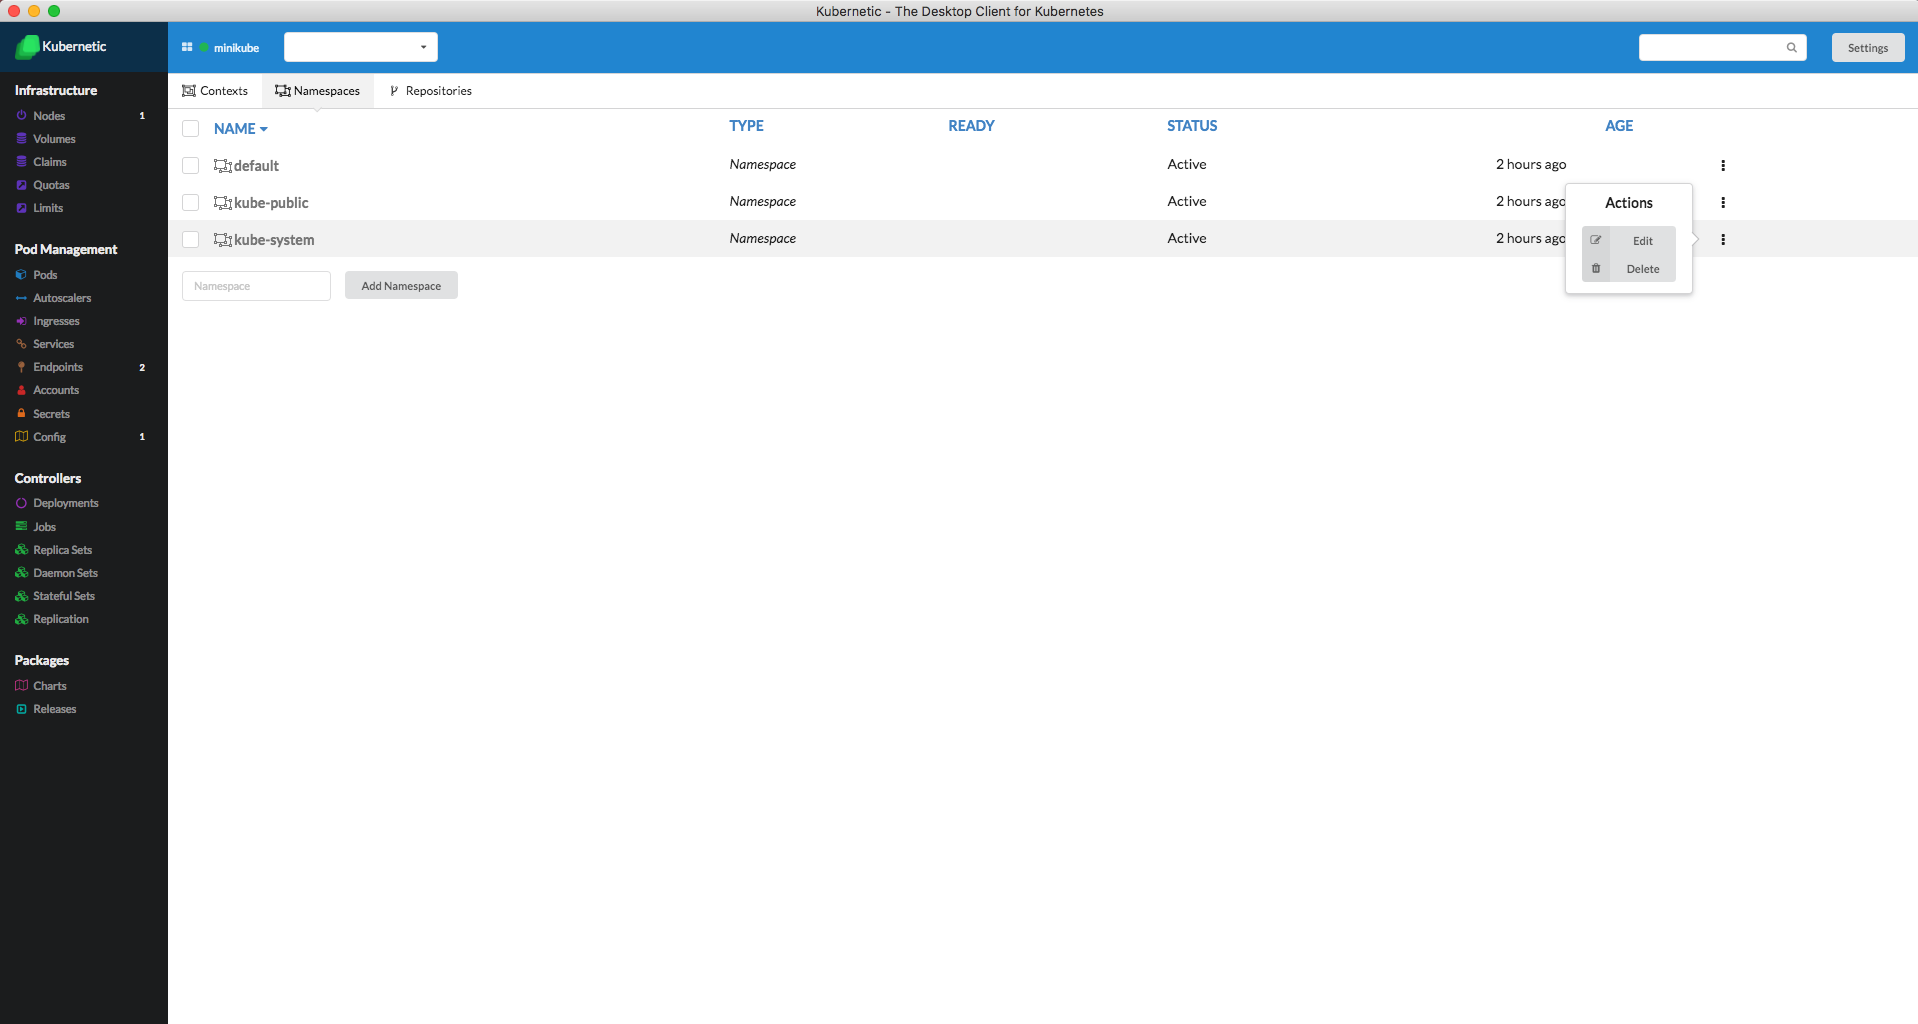 Kubernetic - The Desktop Client for Kubernetes
Kubernetic
minikube
Settings
Infrastructure
Nodes 1
Volumes
Claims
Quotas
Limits
Pod Management
Pods
Autoscalers
Ingresses
Services
Endpoints 2
Accounts
Secrets
Config 1
Controllers
Deployments
Jobs
Replica Sets
Daemon Sets
Stateful Sets
Replication
Packages
Charts
Releases
Contexts Namespaces Repositories
NAME TYPE READY STATUS AGE
default Namespace Active 2 hours ago
kube-public Namespace Active 2 hours ago
kube-system Namespace Active 2 hours ago
Namespace Add Namespace
Actions
Edit
Delete